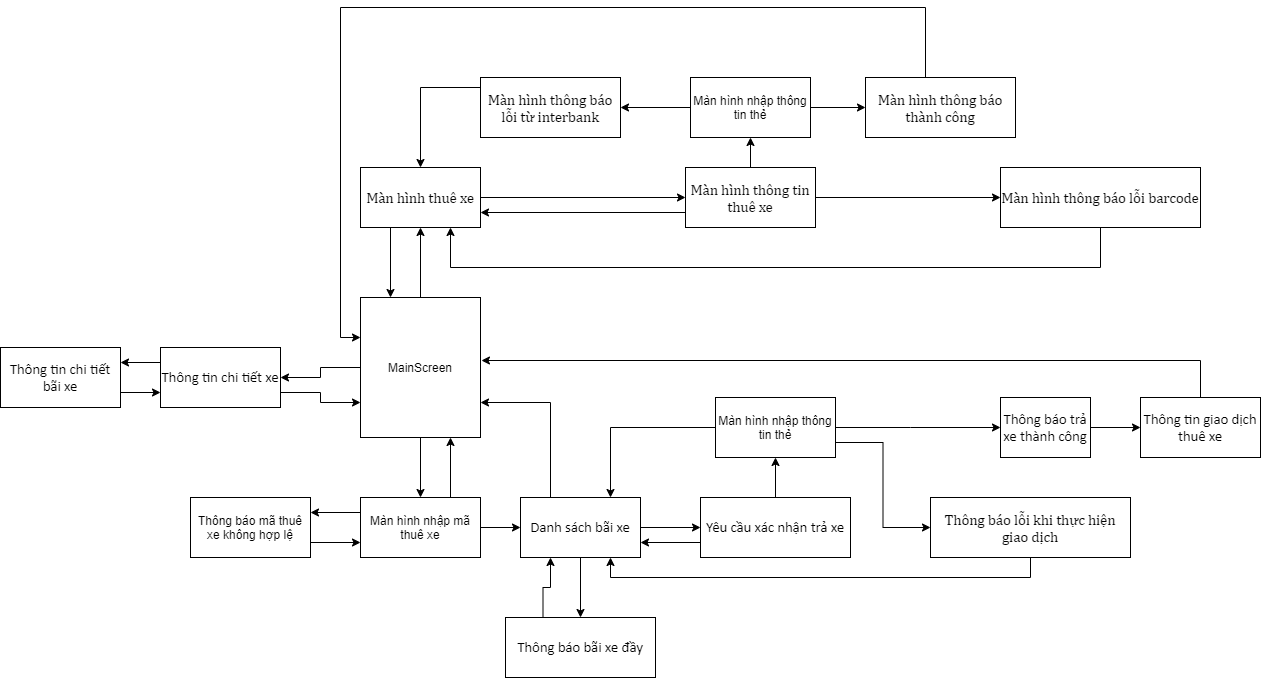 Màn hình thông báo
lỗi từ interbank
Màn hình nhập thông
tin thẻ
Màn hình thông báo
thành công
Màn hình thuê xe
Màn hình thông tin
thuê xe
Màn hình thông báo lỗi barcode
MainScreen
Thông tin chi tiết
bãi xe
Thông tin chi tiết xe
Màn hình nhập thông
tin thẻ
Thông báo trả
xe thành công
Thông tin giao dịch
thuê xe
Thông báo mã thuê
xe không hợp lệ
Màn hình nhập mã
thuê xe
Danh sách bãi xe
Yêu cầu xác nhận trả xe
Thông báo lỗi khi thực hiện
giao dịch
Thông báo bãi xe đầy